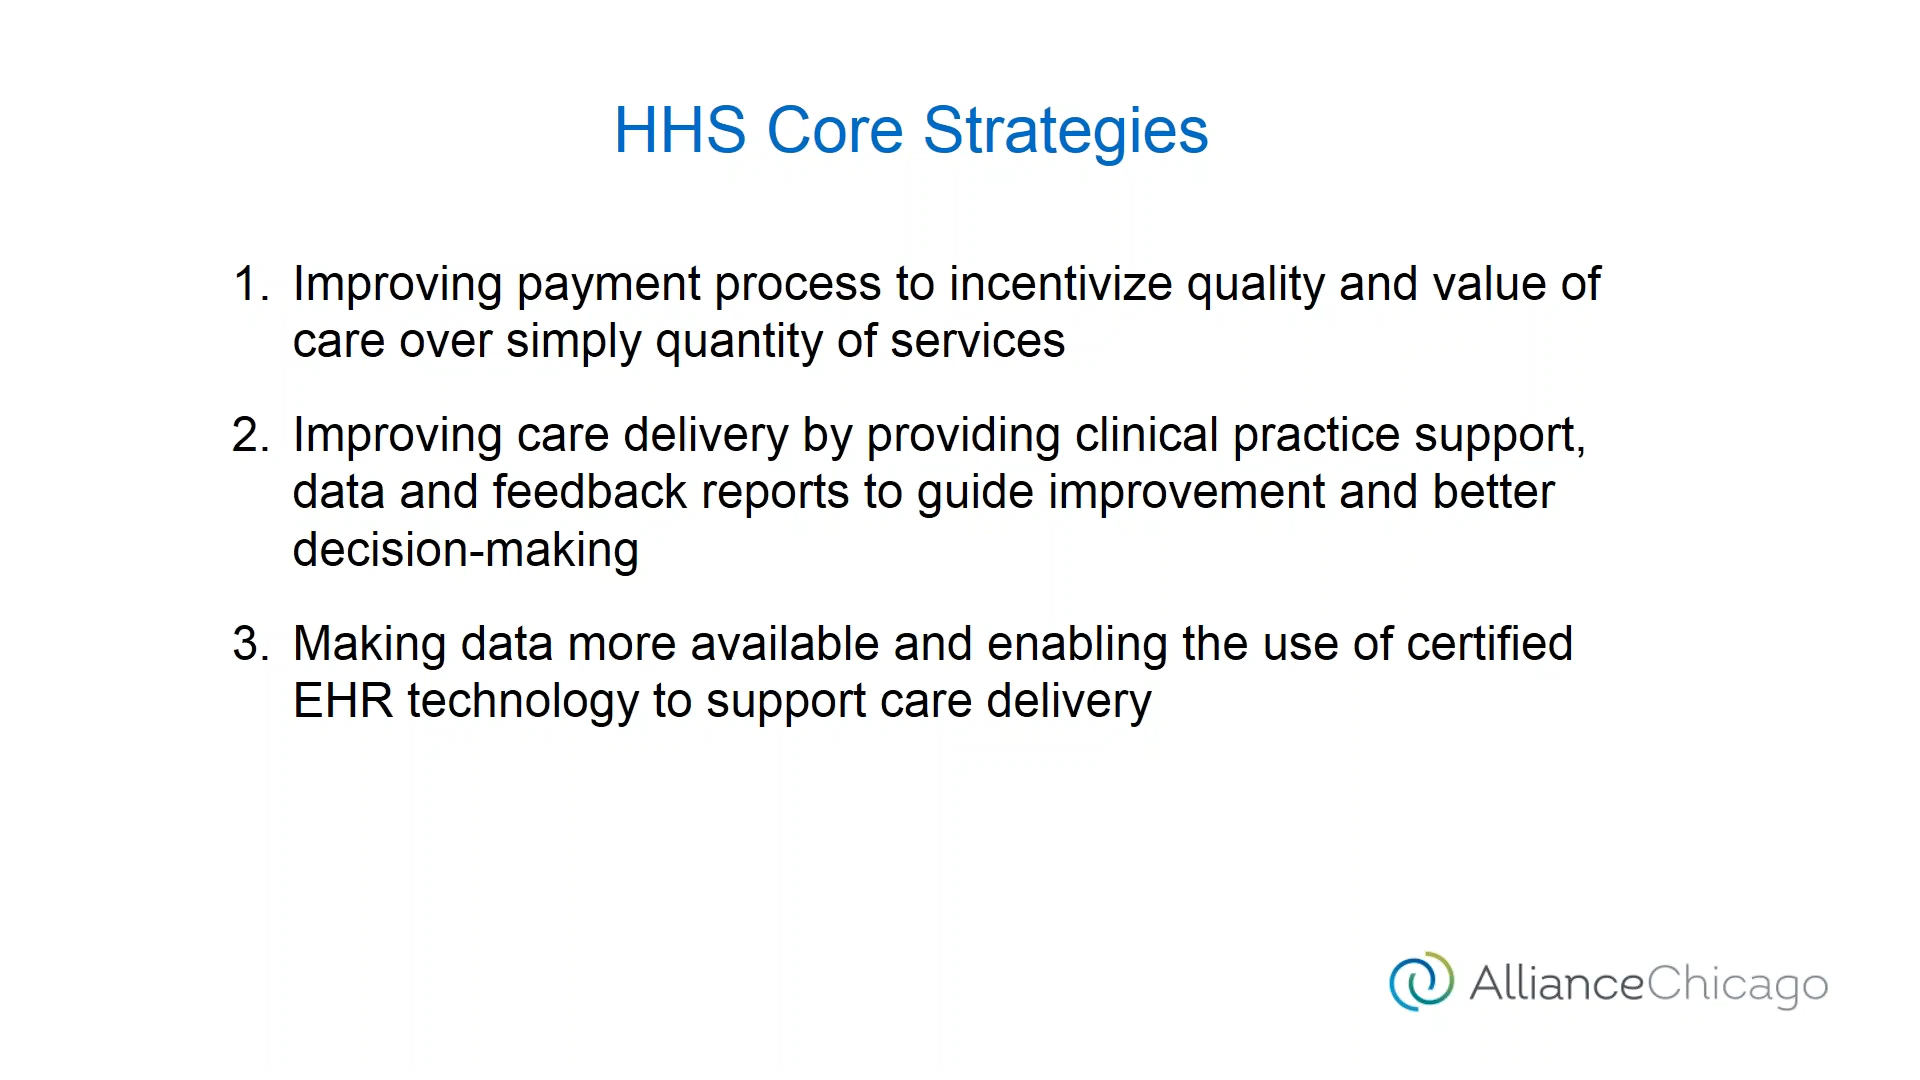 HHS Core Strategies
1. Improving payment process to incentivize quality and value of
care over simply quantity of services
2. Improving care delivery by providing clinical practice support,
data and feedback reports to guide improvement and better
decision-making
3. Making data more available and enabling the use of certified
EHR technology to support care delivery
AllianceChicago